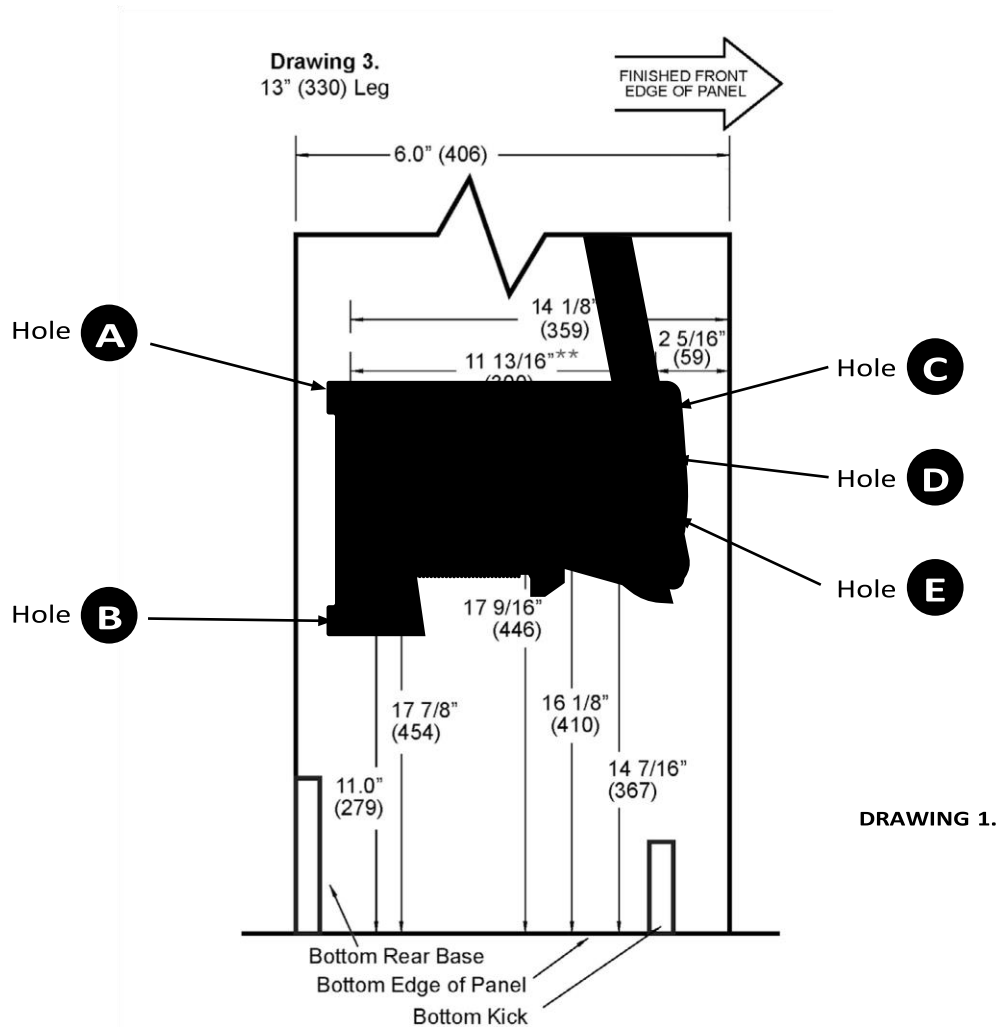 Drawing 3.
13” (330) Leg
FINISHED FRONT
EDGE OF PANEL
6.0” (406)
Hole A
14 1/8”
(359)
2 5/16”
(59)
11 13/16”**
Hole C
Hole D
Hole E
Hole B
17 9/16”
(446)
17 7/8”
(454)
16 1/8”
(410)
14 7/16”
(367)
11.0”
(279)
DRAWING 1.
Bottom Rear Base
Bottom Edge of Panel
Bottom Kick